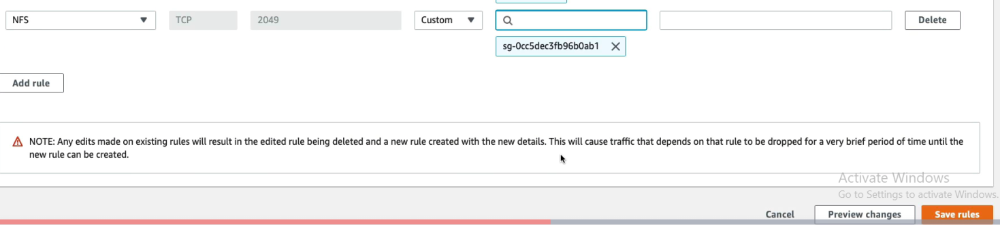 NFS TCP 2049 Custom Delete
sg-0cc5dec3fb96b0ab1
Add rule
NOTE: Any edits made on existing rules will result in the edited rule being deleted and a new rule created with the new details. This will cause traffic that depends on that rule to be dropped for a very brief period of time until the
new rule can be created.
Activate Windows
Go to Settings to activate Windows.
Cancel Preview changes Save rules